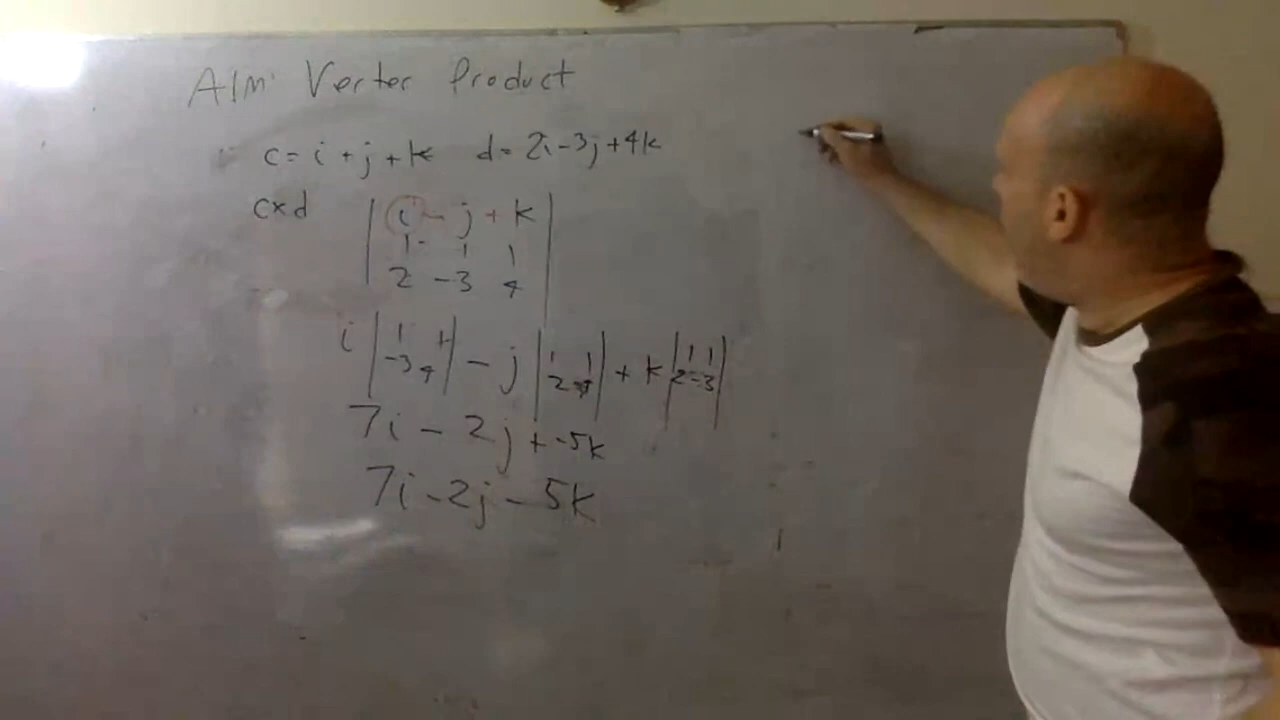 AIM: Vector Product
c = i + j + k d = 2i - 3j + 4k
c×d | i - j + k |
1 1 1
2 -3 4
i | 1 1 | - j | 1 1 | + k | 1 1 |
-3 4 2 4 2 -3
7i - 2j + -5k
7i - 2j - 5k